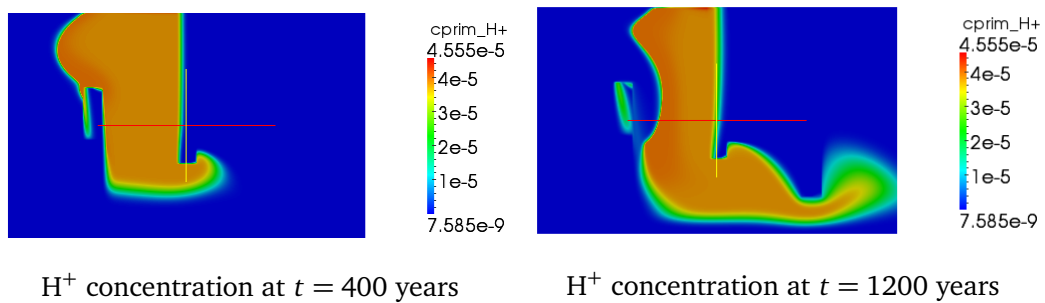 cprim_H+
4.555e-5
4e-5
3e-5
2e-5
1e-5
7.585e-9
cprim_H+
4.555e-5
4e-5
3e-5
2e-5
1e-5
7.585e-9
H⁺ concentration at t = 400 years
H⁺ concentration at t = 1200 years